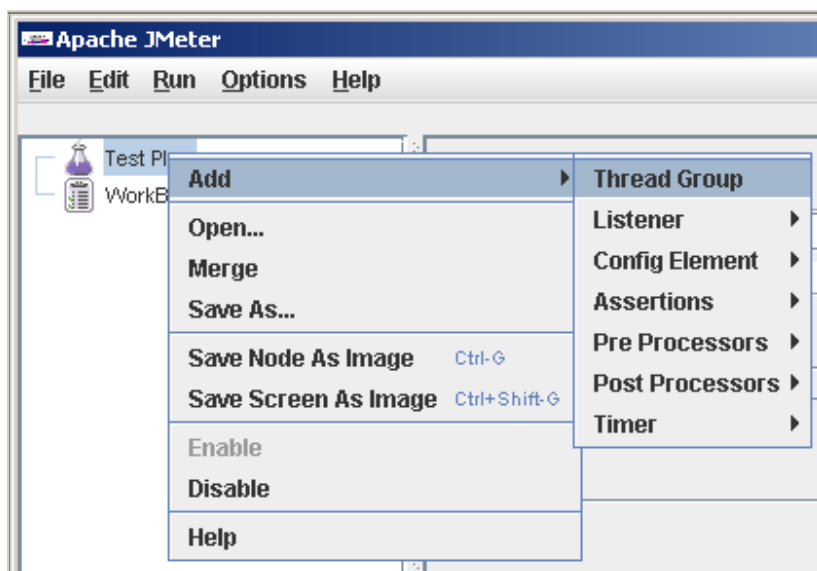 Apache JMeter
File Edit Run Options Help
Test Pl
WorkB
Add
Open...
Merge
Save As...
Save Node As Image Ctrl-G
Save Screen As Image Ctrl+Shift-G
Enable
Disable
Help
Thread Group
Listener
Config Element
Assertions
Pre Processors
Post Processors
Timer